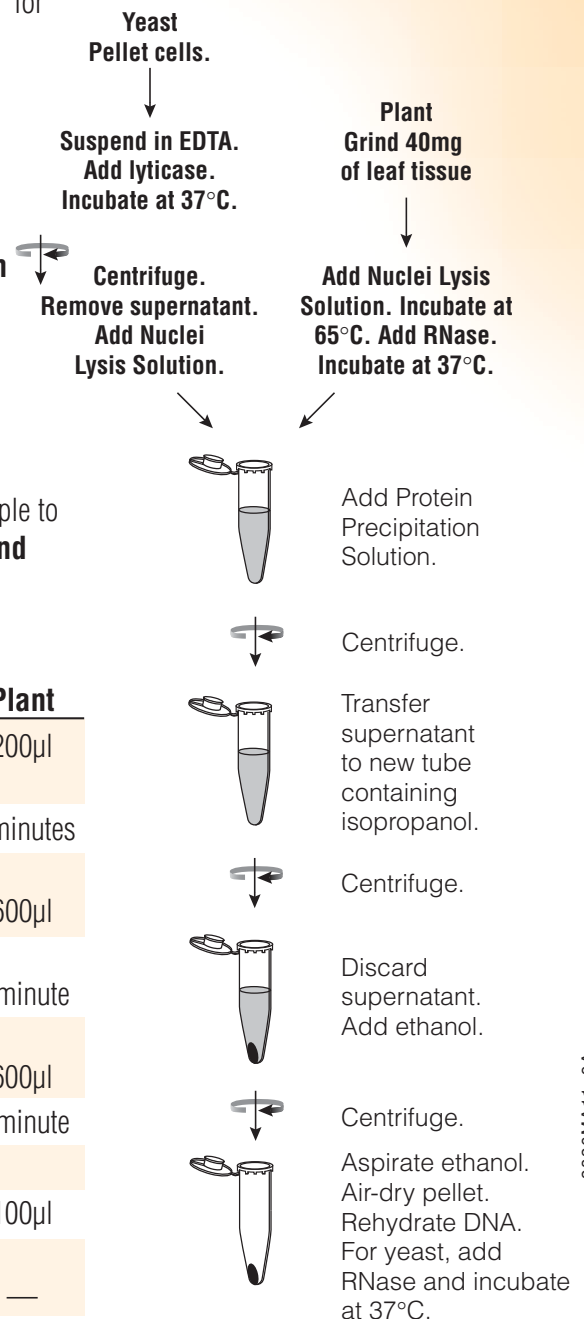 for
Yeast
Pellet cells.
Suspend in EDTA.
Add lyticase.
Incubate at 37°C.
Plant
Grind 40mg
of leaf tissue
Centrifuge.
Remove supernatant.
Add Nuclei
Lysis Solution.
Add Nuclei Lysis
Solution. Incubate at
65°C. Add RNase.
Incubate at 37°C.
Add Protein
Precipitation
Solution.
Centrifuge.
Transfer
supernatant
to new tube
containing
isopropanol.
Centrifuge.
Discard
supernatant.
Add ethanol.
Centrifuge.
Aspirate ethanol.
Air-dry pellet.
Rehydrate DNA.
For yeast, add
RNase and incubate
at 37°C.
to
Plant
200µl
minutes
600µl
minute
600µl
minute
100µl
—